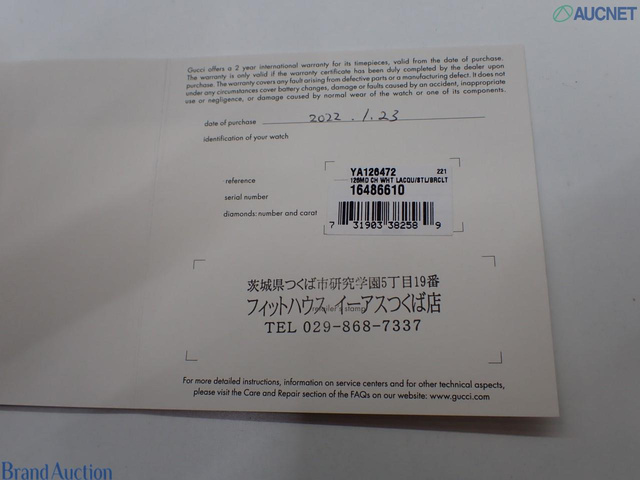 AUCNET
Gucci offers a 2 year international warranty for its timepieces, valid from the date of purchase.
The warranty is only valid if the warranty certificate has been duly completed by the dealer upon
purchase. The warranty covers any fault arising from defective parts or a manufacturing defect. It does not
under any circumstances cover battery changes, damage or faults caused by an accident, inappropriate
use or negligence, or damage caused by normal wear of the watch or one of its components.
date of purchase 2022.1.23
identification of your watch
YA126472 221
reference 126MD CH WHT LACQU/STL/BRCLT
serial number 16486610
diamonds: number and carat
7 31903 38258 9
茨城県つくば市研究学園5丁目19番
フィットハウス イーアスつくば店
retailer's stamp
TEL 029-868-7337
For more detailed instructions, information on service centers and for other technical aspects,
please visit the Care and Repair section of the FAQs on our website: www.gucci.com
Brand Auction